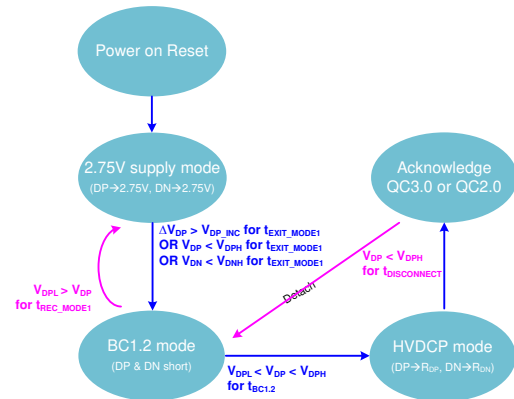 Power on Reset
2.75V supply mode
(DP→2.75V, DN→2.75V)
Acknowledge
QC3.0 or QC2.0
ΔV_DP > V_DP_INC for t_EXIT_MODE1
OR V_DP < V_DPH for t_EXIT_MODE1
OR V_DN < V_DNH for t_EXIT_MODE1
V_DP < V_DPH
for t_DISCONNECT
Detach
V_DPL > V_DP
for t_REC_MODE1
BC1.2 mode
(DP & DN short)
V_DPL < V_DP < V_DPH
for t_BC1.2
HVDCP mode
(DP→R_DP, DN→R_DN)